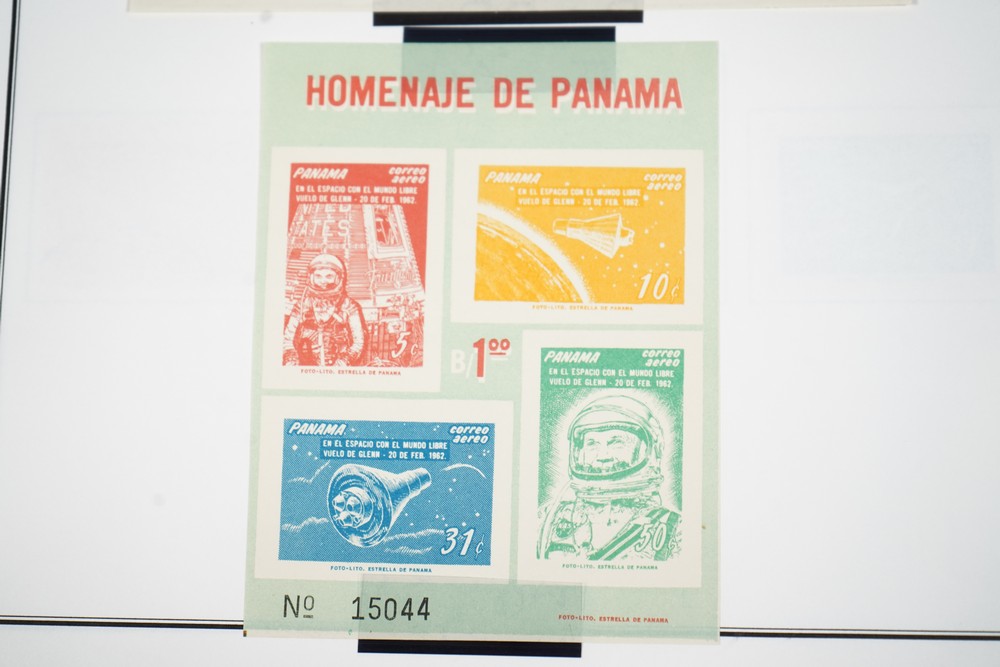 HOMENAJE DE PANAMA
PANAMA correo aereo
EN EL ESPACIO CON EL MUNDO LIBRE
VUELO DE GLENN - 20 DE FEB. 1962.
UNITED
STATES
5¢
FOTO-LITO. ESTRELLA DE PANAMA
PANAMA correo aereo
EN EL ESPACIO CON EL MUNDO LIBRE
VUELO DE GLENN - 20 DE FEB. 1962.
10¢
FOTO-LITO. ESTRELLA DE PANAMA
B/1.00
PANAMA correo aereo
EN EL ESPACIO CON EL MUNDO LIBRE
VUELO DE GLENN - 20 DE FEB. 1962.
31¢
FOTO-LITO. ESTRELLA DE PANAMA
PANAMA correo aereo
EN EL ESPACIO CON EL MUNDO LIBRE
VUELO DE GLENN - 20 DE FEB. 1962.
50¢
FOTO-LITO. ESTRELLA DE PANAMA
Nº 15044
FOTO-LITO. ESTRELLA DE PANAMA